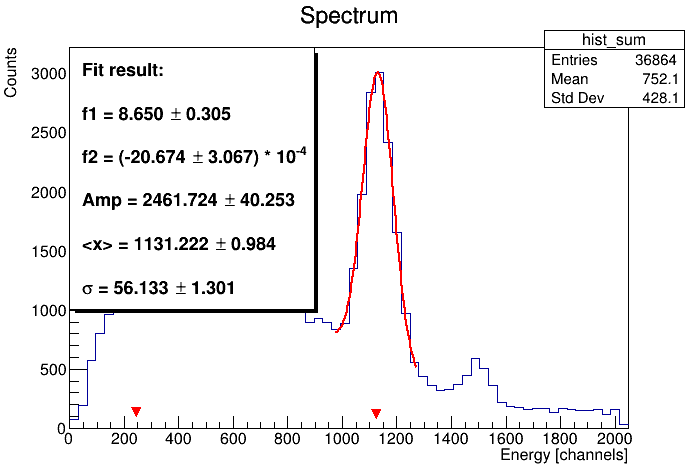 Spectrum
hist_sum
Entries 36864
Mean 752.1
Std Dev 428.1
Counts
3000
2500
2000
1500
1000
500
0
Fit result:
f1 = 8.650 ± 0.305
f2 = (-20.674 ± 3.067) * 10⁻⁴
Amp = 2461.724 ± 40.253
<x> = 1131.222 ± 0.984
σ = 56.133 ± 1.301
0 200 400 600 800 1000 1200 1400 1600 1800 2000
Energy [channels]